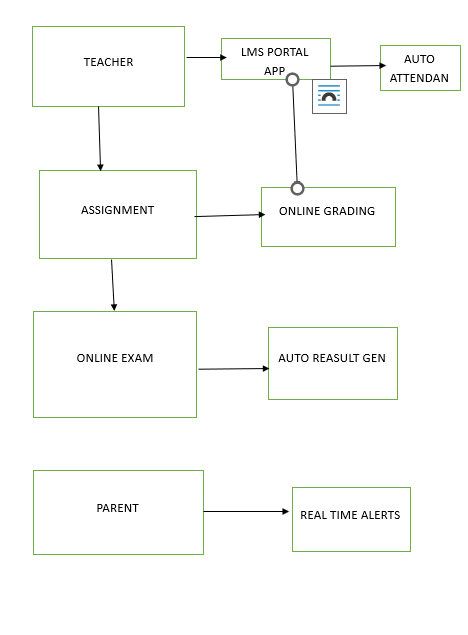 TEACHER
LMS PORTAL
APP
AUTO
ATTENDAN
ASSIGNMENT
ONLINE GRADING
ONLINE EXAM
AUTO REASULT GEN
PARENT
REAL TIME ALERTS